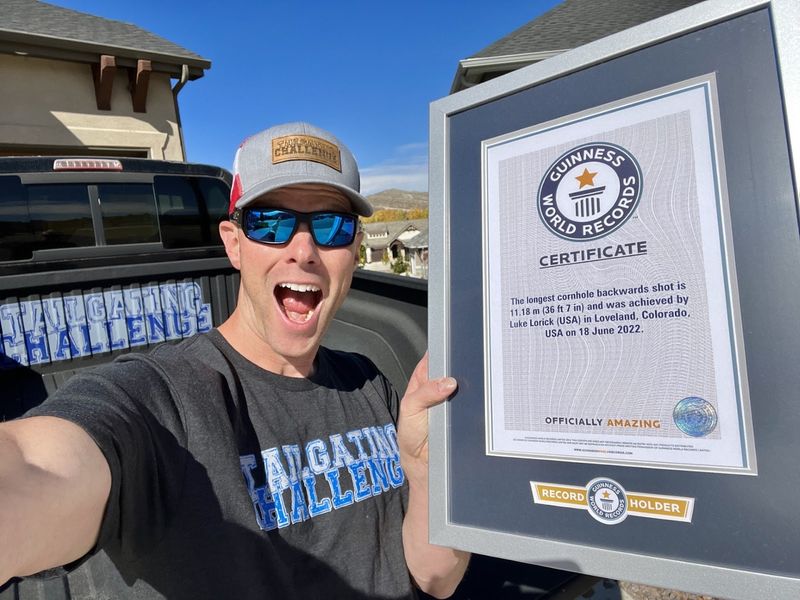 CHALLENGE
TAILGATING
CHALLENGE
TAILGATING
CHALLENGE
GUINNESS
WORLD RECORDS
CERTIFICATE
The longest cornhole backwards shot is
11.18 m (36 ft 7 in) and was achieved by
Luke Lorick (USA) in Loveland, Colorado,
USA on 18 June 2022.
OFFICIALLY AMAZING
RECORD HOLDER
GUINNESS
WORLD RECORDS